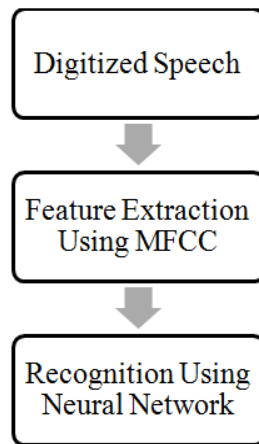 Digitized Speech
Feature Extraction
Using MFCC
Recognition Using
Neural Network